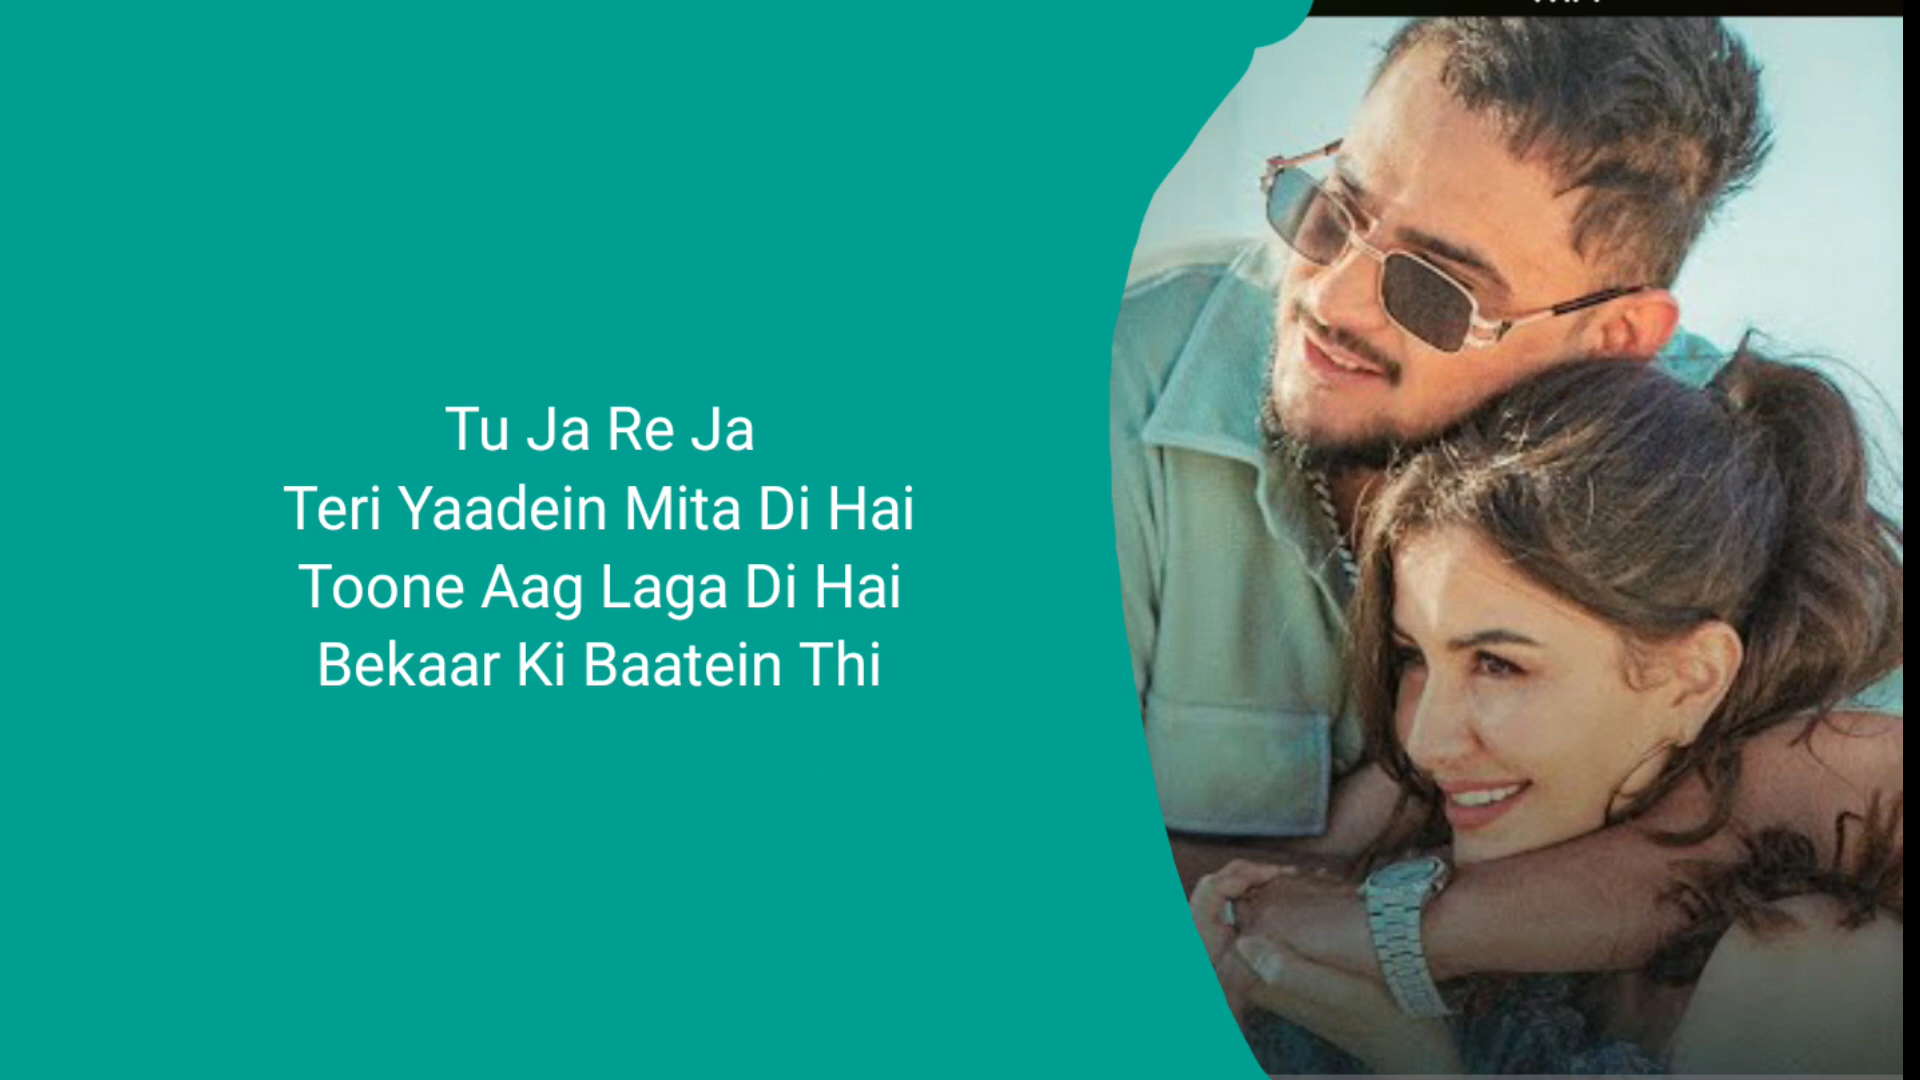 Tu Ja Re Ja
Teri Yaadein Mita Di Hai
Toone Aag Laga Di Hai
Bekaar Ki Baatein Thi